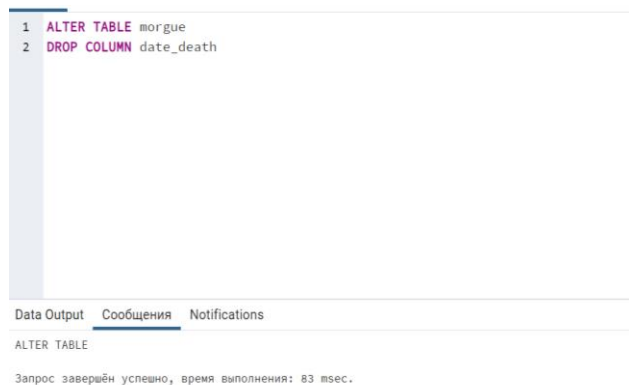 1 ALTER TABLE morgue
2 DROP COLUMN date_death
Data Output Сообщения Notifications
ALTER TABLE
Запрос завершён успешно, время выполнения: 83 msec.